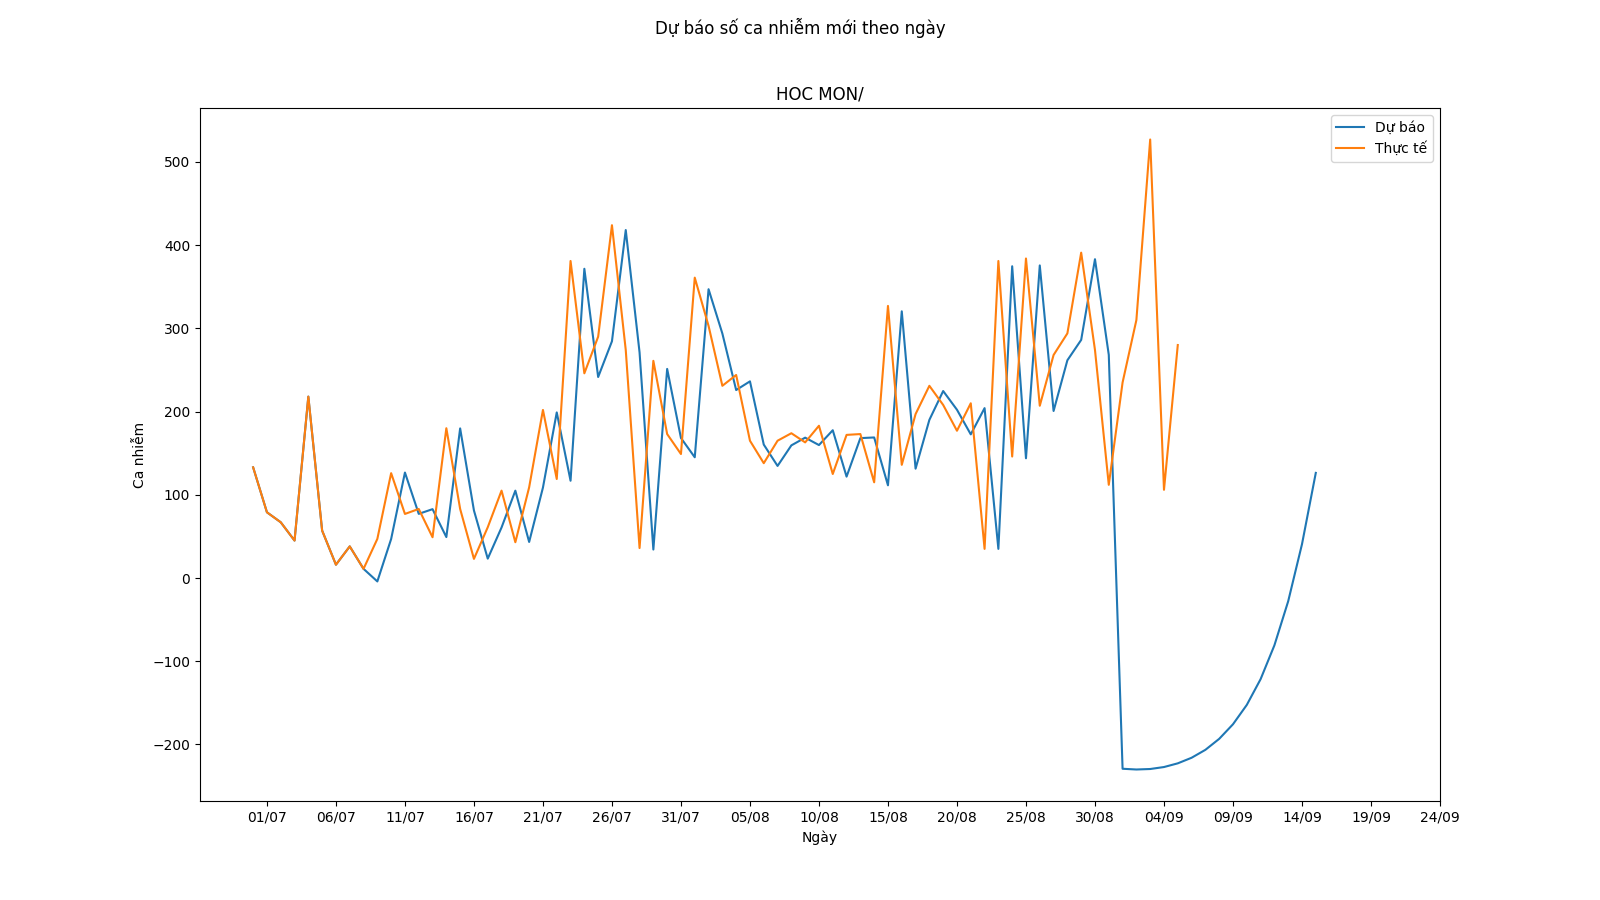 Dự báo số ca nhiễm mới theo ngày
HOC MON/
Dự báo
Thực tế
500
400
300
200
100
0
−100
−200
Ca nhiễm
01/07 06/07 11/07 16/07 21/07 26/07 31/07 05/08 10/08 15/08 20/08 25/08 30/08 04/09 09/09 14/09 19/09 24/09
Ngày